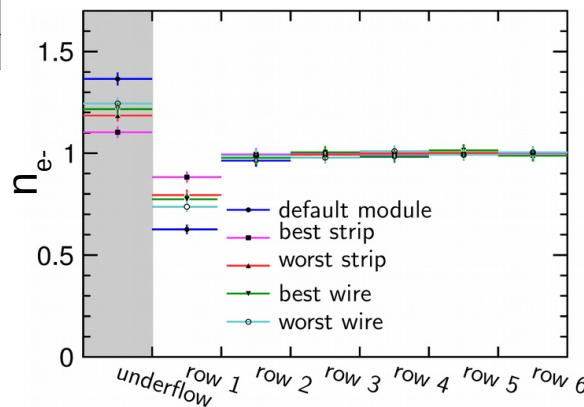 1.5
1
0.5
0
n_e-
default module
best strip
worst strip
best wire
worst wire
underflow
row 1
row 2
row 3
row 4
row 5
row 6